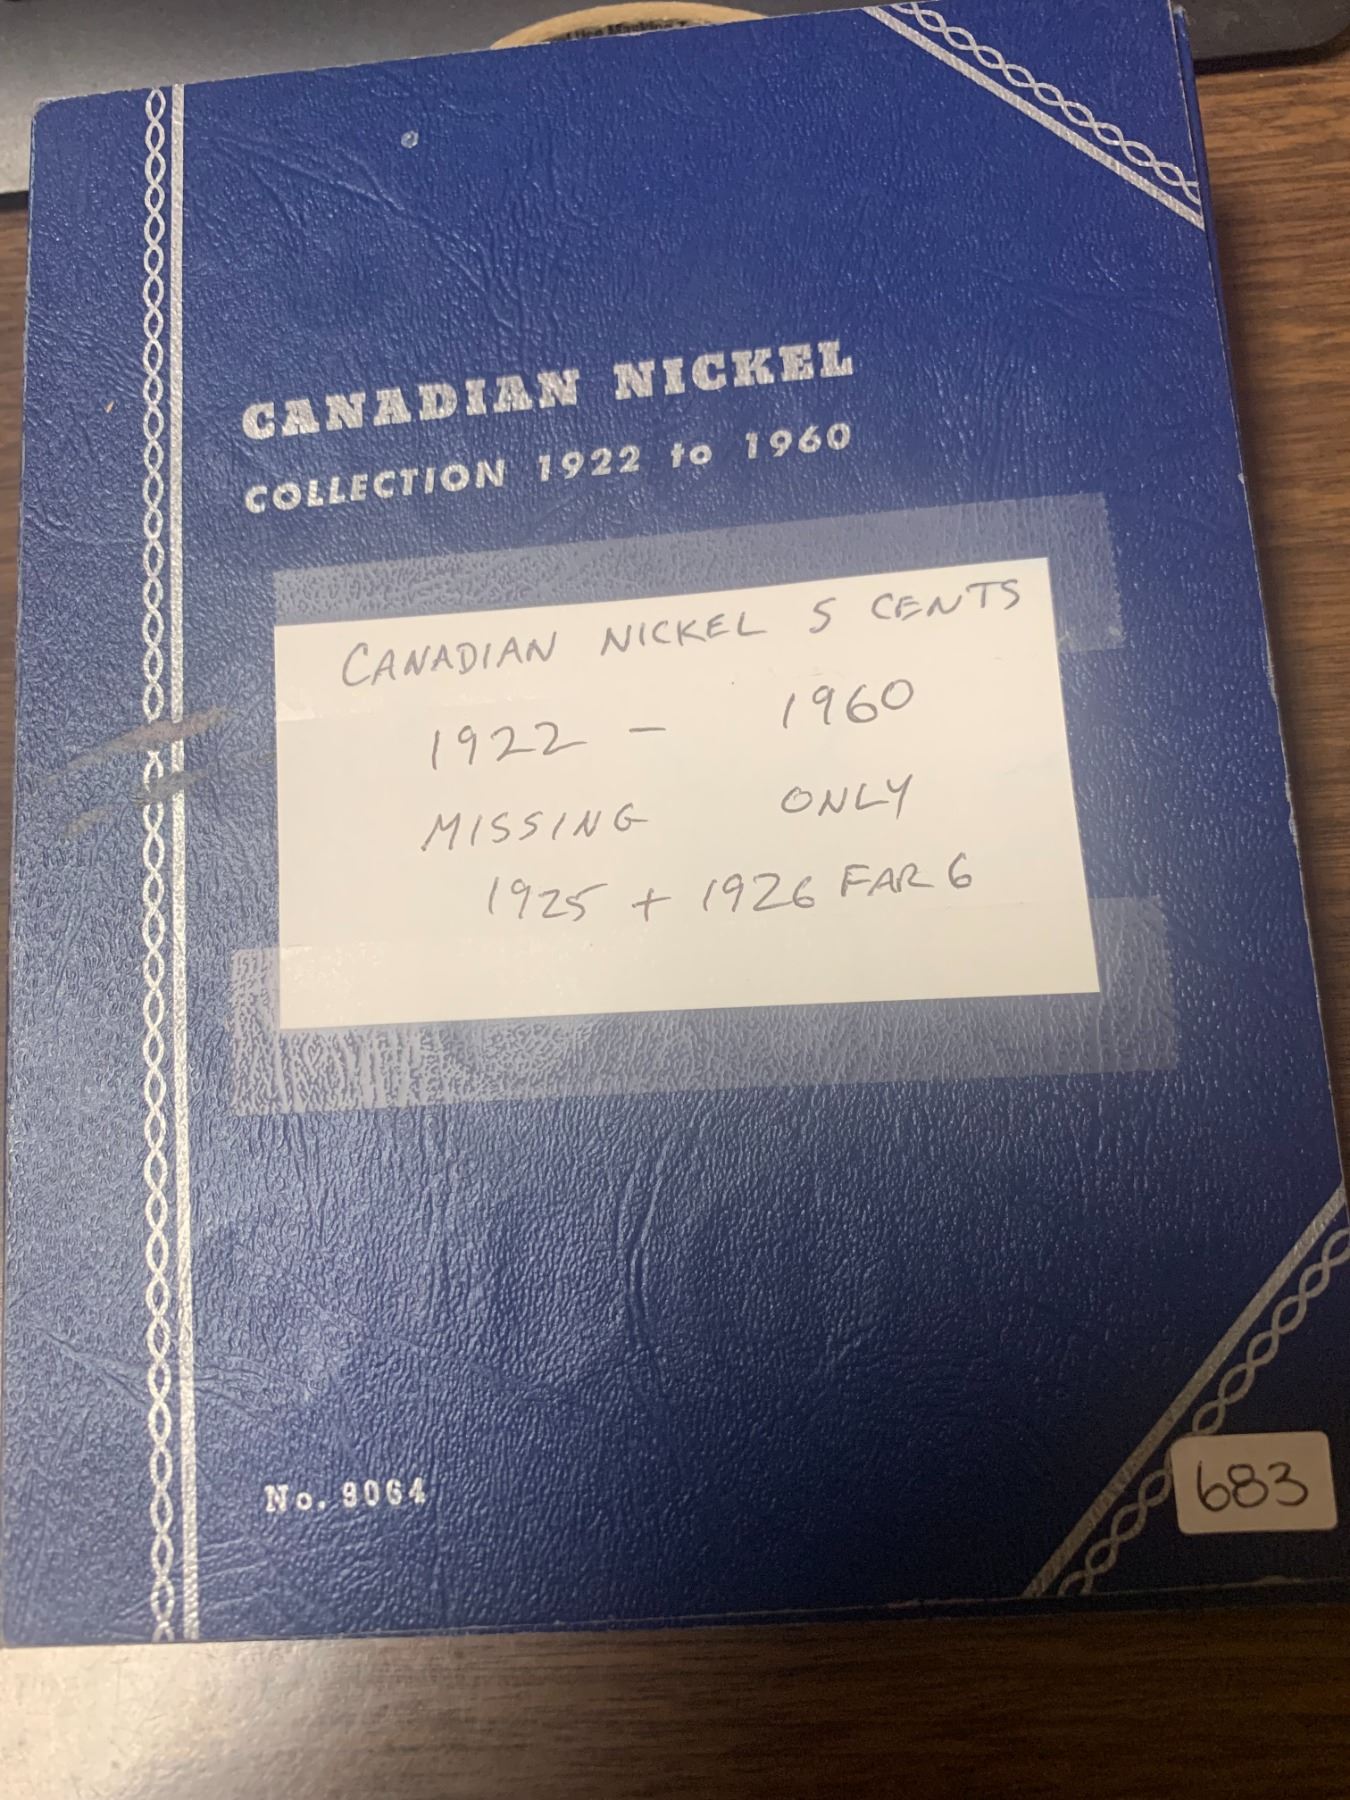 CANADIAN NICKEL
COLLECTION 1922 to 1960
CANADIAN NICKEL 5 CENTS
1922 - 1960
MISSING ONLY
1925 + 1926 FAR 6
No. 9064
683